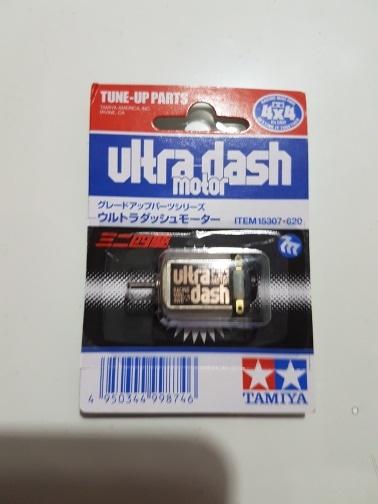 TUNE-UP PARTS
TAMIYA AMERICA, INC.
IRVINE, CA
4x4
ultra-dash
motor
グレードアップパーツシリーズ
ウルトラダッシュモーター
ITEM 15307-620
ミニ四駆
ultra
dash
4 950344 998746
TAMIYA